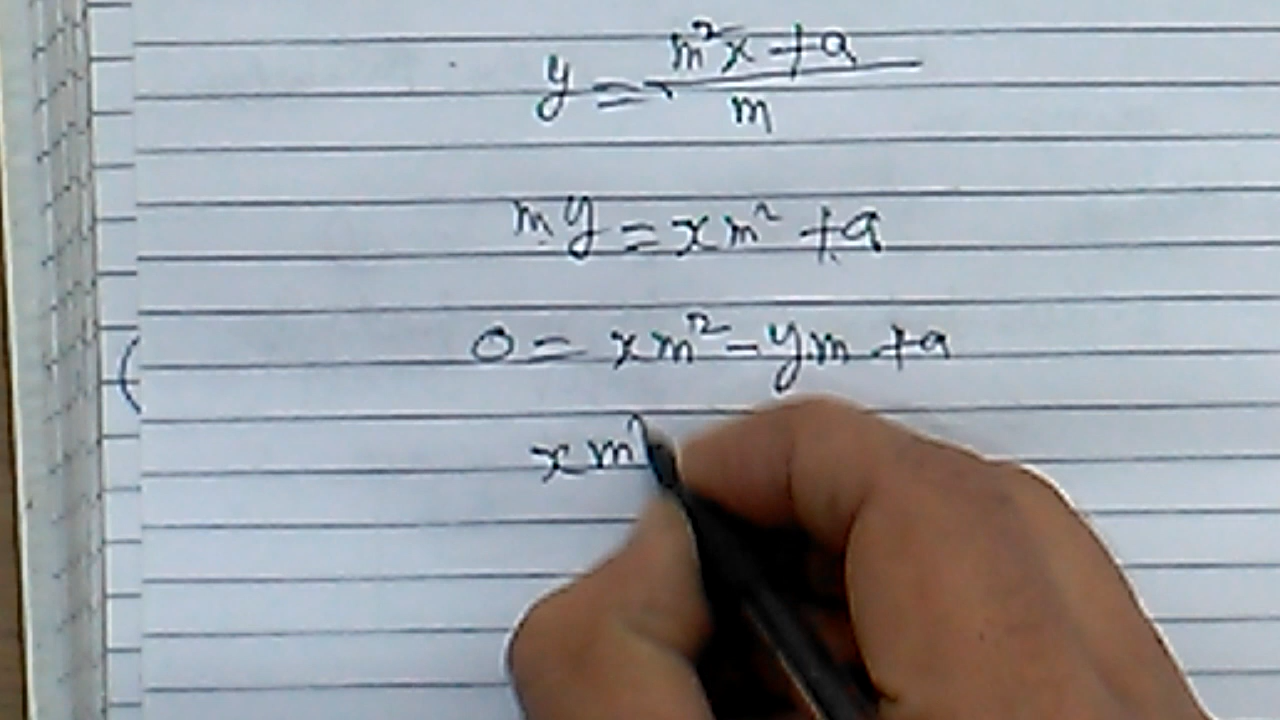 y = m²x + a / m
my = xm² + a
0 = xm² - ym + a
xm²